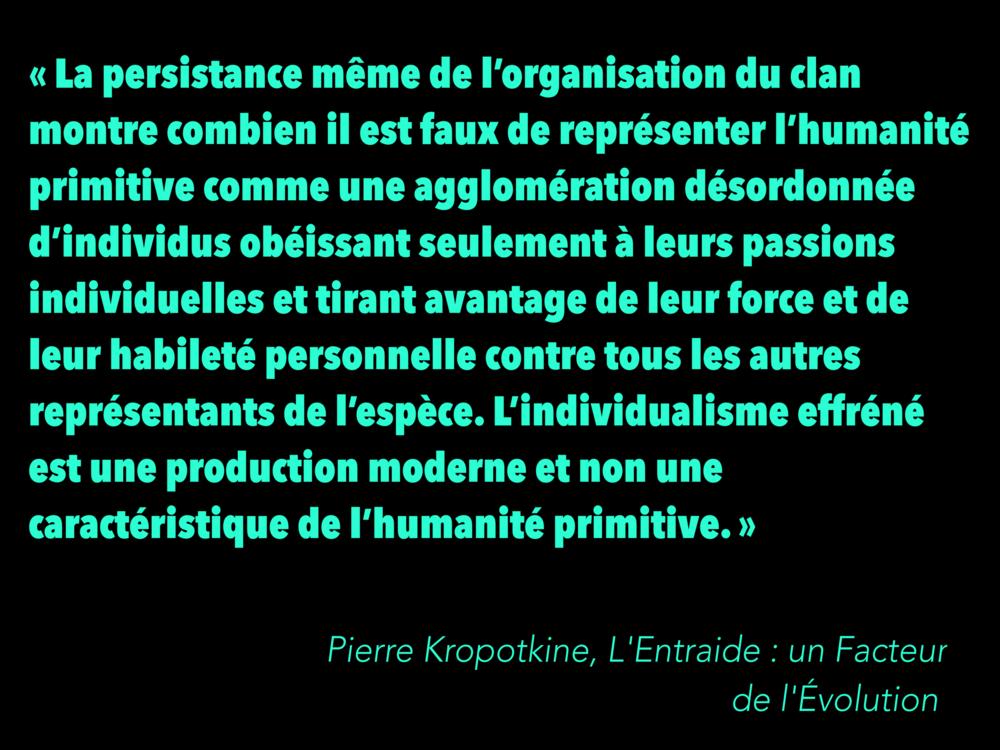 « La persistance même de l’organisation du clan
montre combien il est faux de représenter l’humanité
primitive comme une agglomération désordonnée
d’individus obéissant seulement à leurs passions
individuelles et tirant avantage de leur force et de
leur habileté personnelle contre tous les autres
représentants de l’espèce. L’individualisme effréné
est une production moderne et non une
caractéristique de l’humanité primitive. »
Pierre Kropotkine, L'Entraide : un Facteur
de l'Évolution